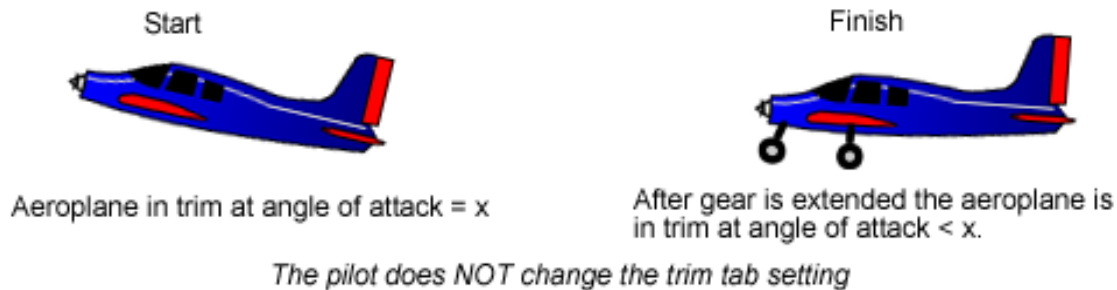 Start
Finish
Aeroplane in trim at angle of attack = x
After gear is extended the aeroplane is
in trim at angle of attack < x.
The pilot does NOT change the trim tab setting